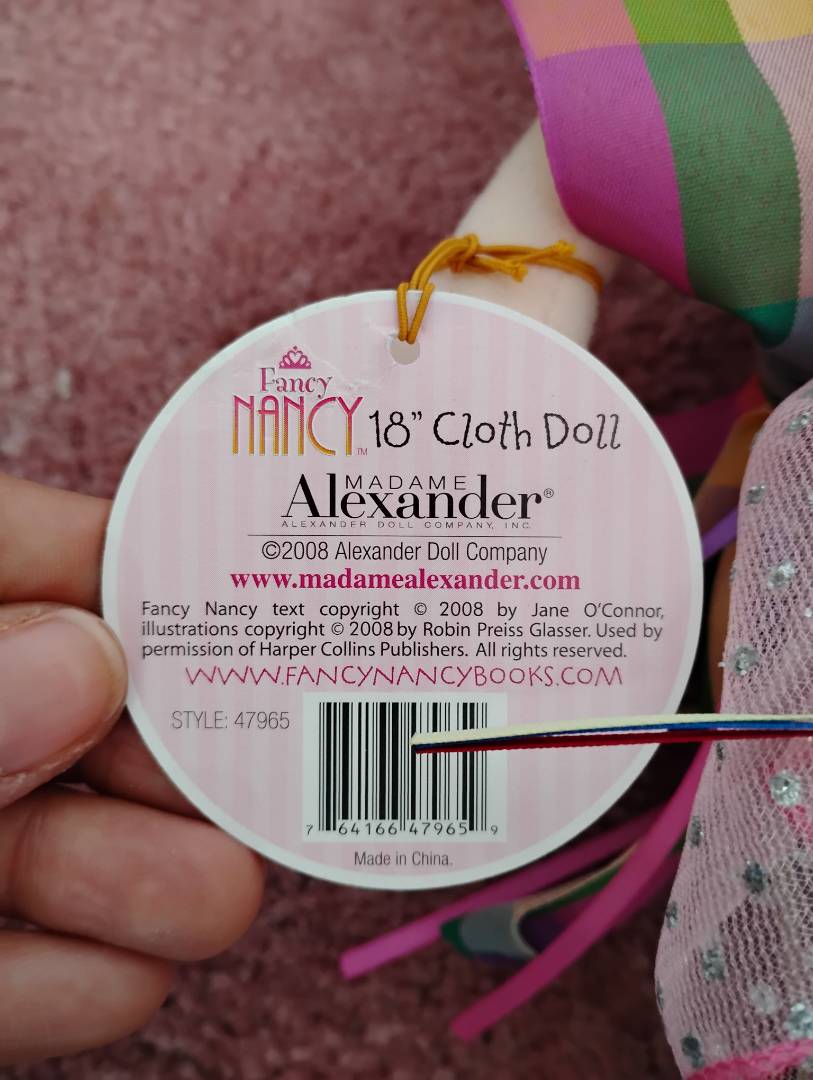 Fancy
NANCY™ 18" Cloth Doll
MADAME
Alexander®
ALEXANDER DOLL COMPANY, INC.
©2008 Alexander Doll Company
www.madamealexander.com
Fancy Nancy text copyright © 2008 by Jane O'Connor,
illustrations copyright © 2008 by Robin Preiss Glasser. Used by
permission of Harper Collins Publishers. All rights reserved.
WWW.FANCYNANCYBOOKS.COM
STYLE: 47965
7 64166 47965 9
Made in China.